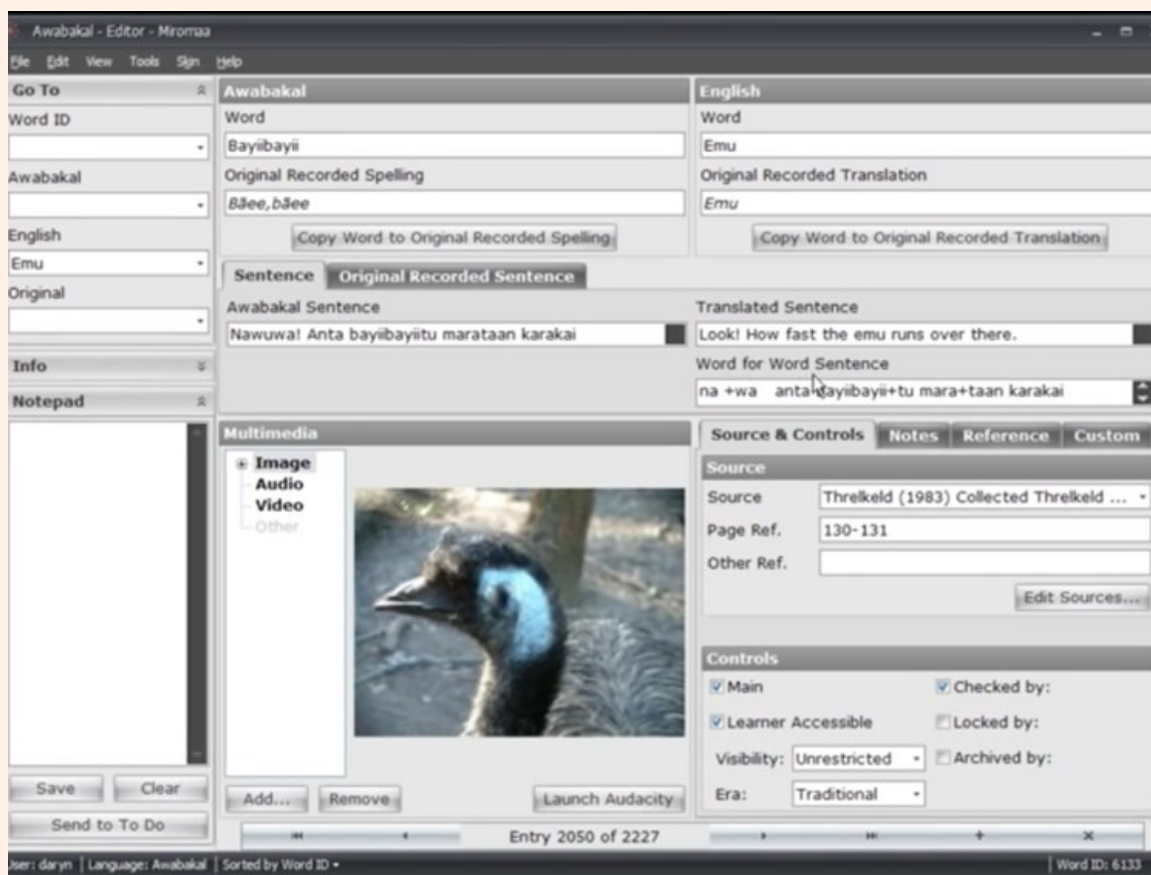 Awabakal - Editor - Miromaa
File Edit View Tools Sign Help
Go To
Word ID
Awabakal
English
Emu
Original
Info
Notepad
Save Clear
Send to To Do
Awabakal
Word
Bayiibayii
Original Recorded Spelling
Bāee,bāee
Copy Word to Original Recorded Spelling
English
Word
Emu
Original Recorded Translation
Emu
Copy Word to Original Recorded Translation
Sentence Original Recorded Sentence
Awabakal Sentence
Nawuwa! Anta bayiibayiitu marataan karakai
Translated Sentence
Look! How fast the emu runs over there.
Word for Word Sentence
na +wa anta bayiibayii+tu mara+taan karakai
Multimedia
Image
Audio
Video
Other
Add... Remove Launch Audacity
Source & Controls Notes Reference Custom
Source
Source Threlkeld (1983) Collected Threlkeld ...
Page Ref. 130-131
Other Ref.
Edit Sources...
Controls
Main Checked by:
Learner Accessible Locked by:
Visibility: Unrestricted Archived by:
Era: Traditional
Entry 2050 of 2227
User: daryn Language: Awabakal Sorted by Word ID Word ID: 6133